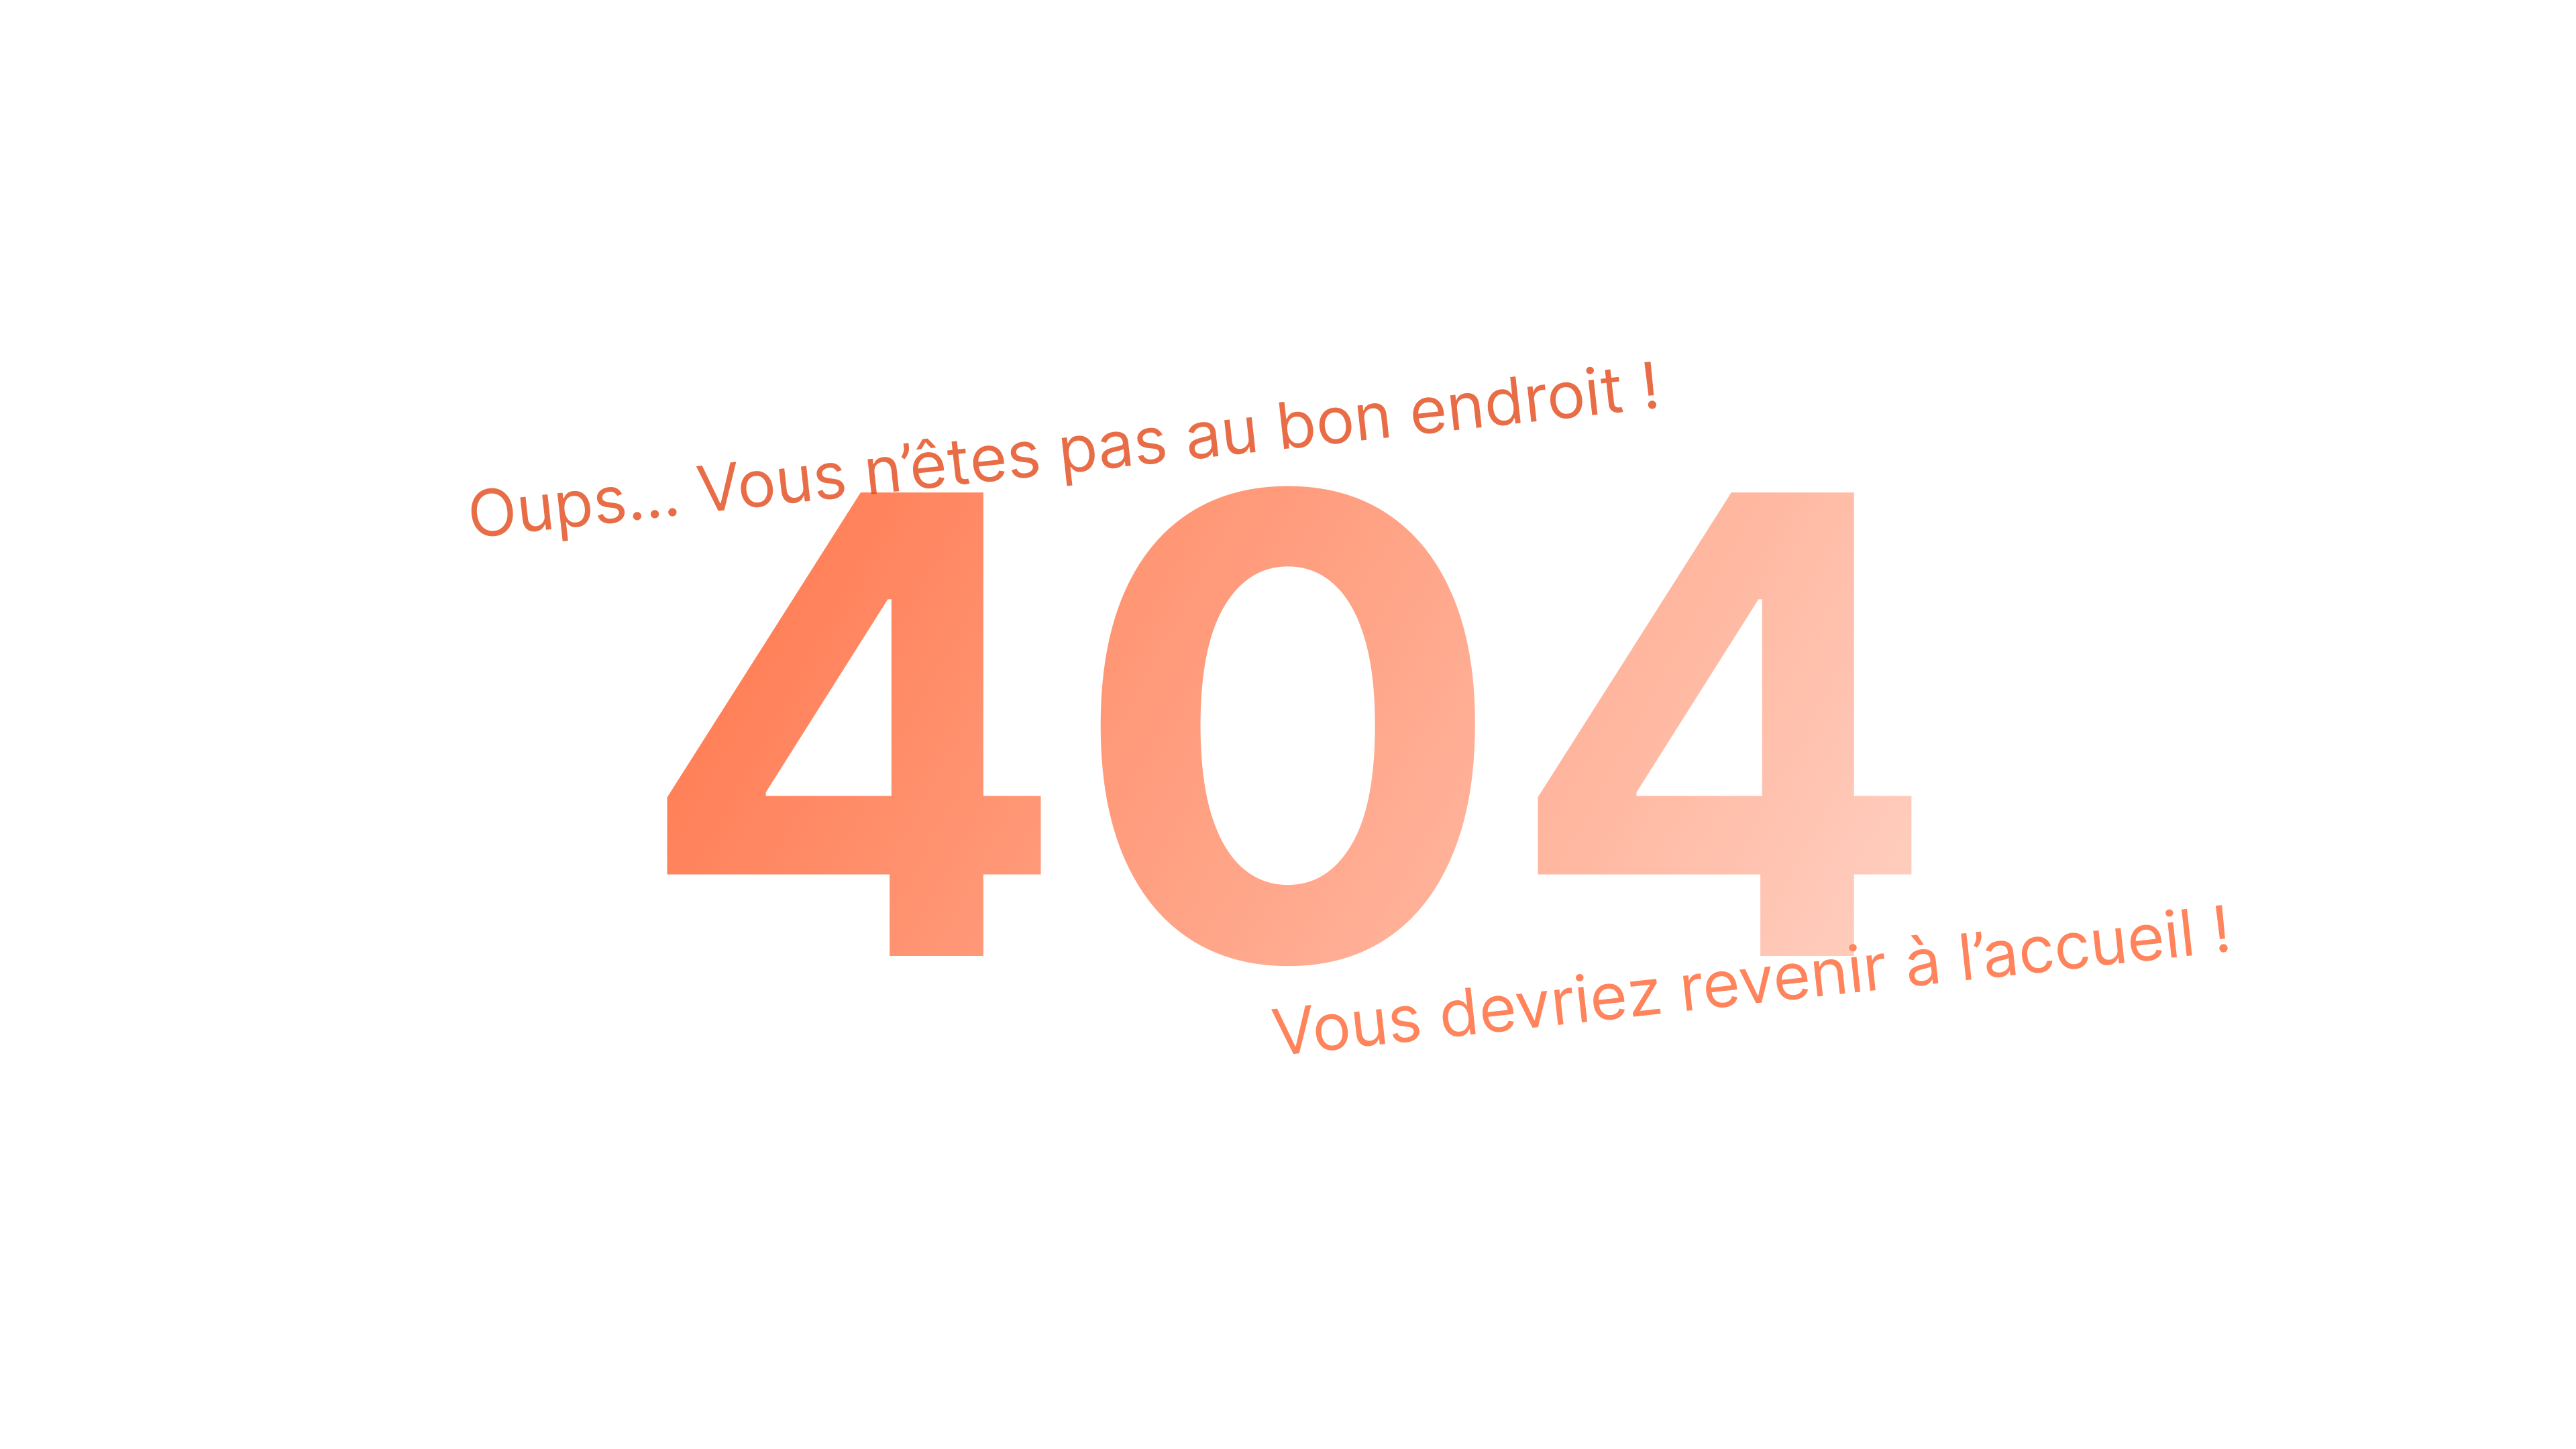 Oups... Vous n’êtes pas au bon endroit !
404
Vous devriez revenir à l’accueil !